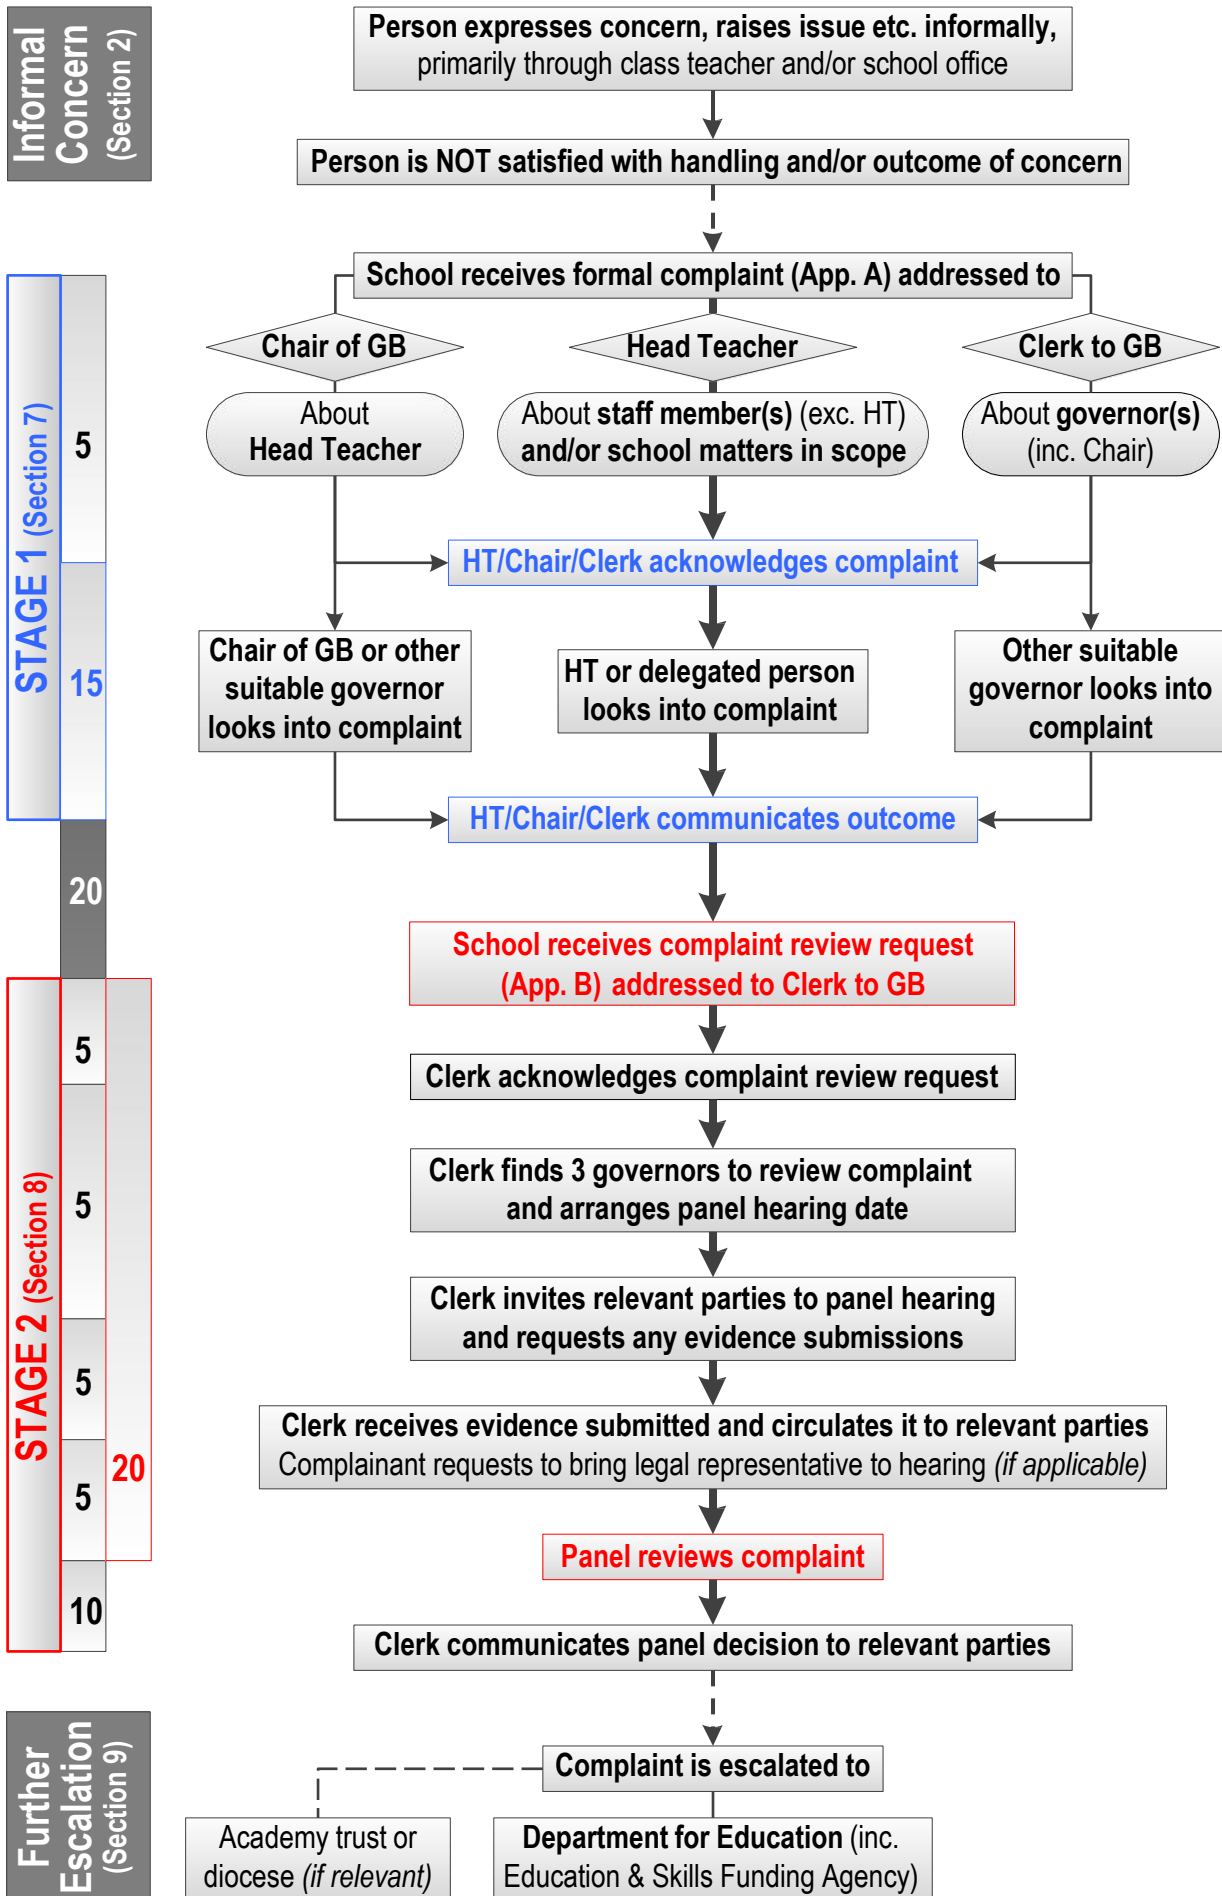 Informal
Concern
(Section 2)
Person expresses concern, raises issue etc. informally,
primarily through class teacher and/or school office
Person is NOT satisfied with handling and/or outcome of concern
STAGE 1 (Section 7)
5
15
School receives formal complaint (App. A) addressed to
Chair of GB
Head Teacher
Clerk to GB
About
Head Teacher
About staff member(s) (exc. HT)
and/or school matters in scope
About governor(s)
(inc. Chair)
HT/Chair/Clerk acknowledges complaint
Chair of GB or other
suitable governor
looks into complaint
HT or delegated person
looks into complaint
Other suitable
governor looks into
complaint
HT/Chair/Clerk communicates outcome
20
School receives complaint review request
(App. B) addressed to Clerk to GB
STAGE 2 (Section 8)
5
5
5
5
10
20
Clerk acknowledges complaint review request
Clerk finds 3 governors to review complaint
and arranges panel hearing date
Clerk invites relevant parties to panel hearing
and requests any evidence submissions
Clerk receives evidence submitted and circulates it to relevant parties
Complainant requests to bring legal representative to hearing (if applicable)
Panel reviews complaint
Clerk communicates panel decision to relevant parties
Further
Escalation
(Section 9)
Complaint is escalated to
Academy trust or
diocese (if relevant)
Department for Education (inc.
Education & Skills Funding Agency)